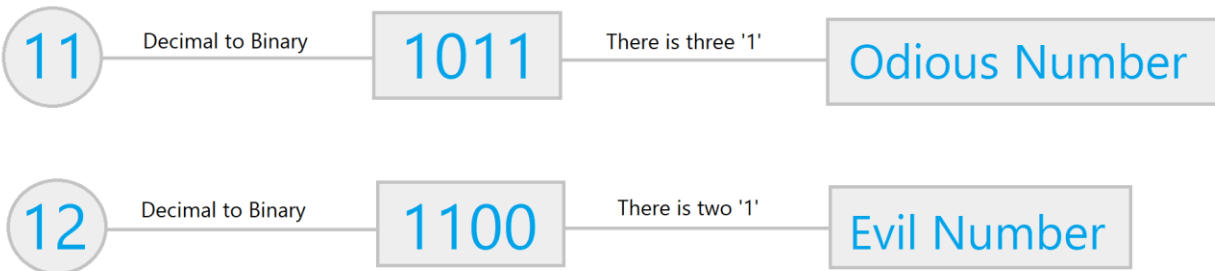 11
Decimal to Binary
1011
There is three '1'
Odious Number
12
Decimal to Binary
1100
There is two '1'
Evil Number